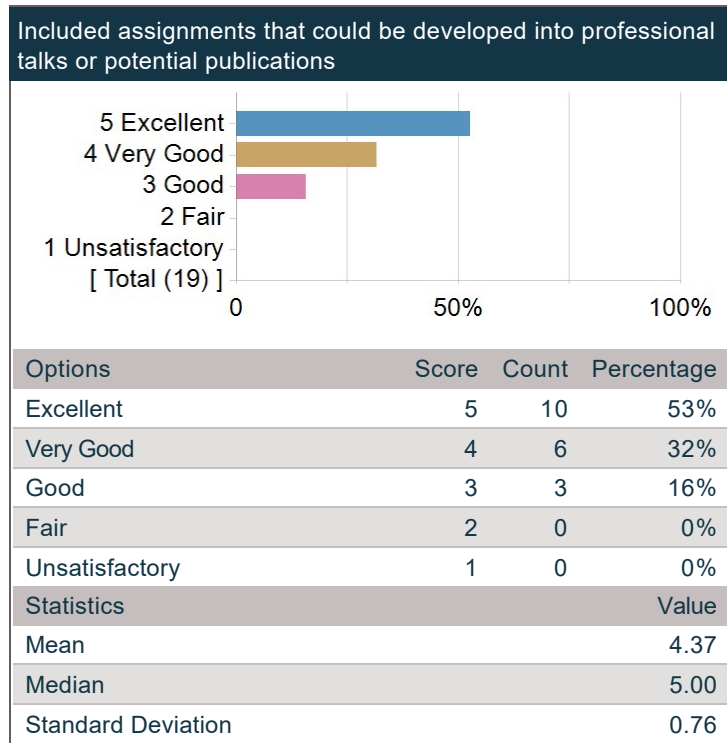 Included assignments that could be developed into professional
talks or potential publications
5 Excellent
4 Very Good
3 Good
2 Fair
1 Unsatisfactory
[ Total (19) ]
0 50% 100%
Options Score Count Percentage
Excellent 5 10 53%
Very Good 4 6 32%
Good 3 3 16%
Fair 2 0 0%
Unsatisfactory 1 0 0%
Statistics Value
Mean 4.37
Median 5.00
Standard Deviation 0.76